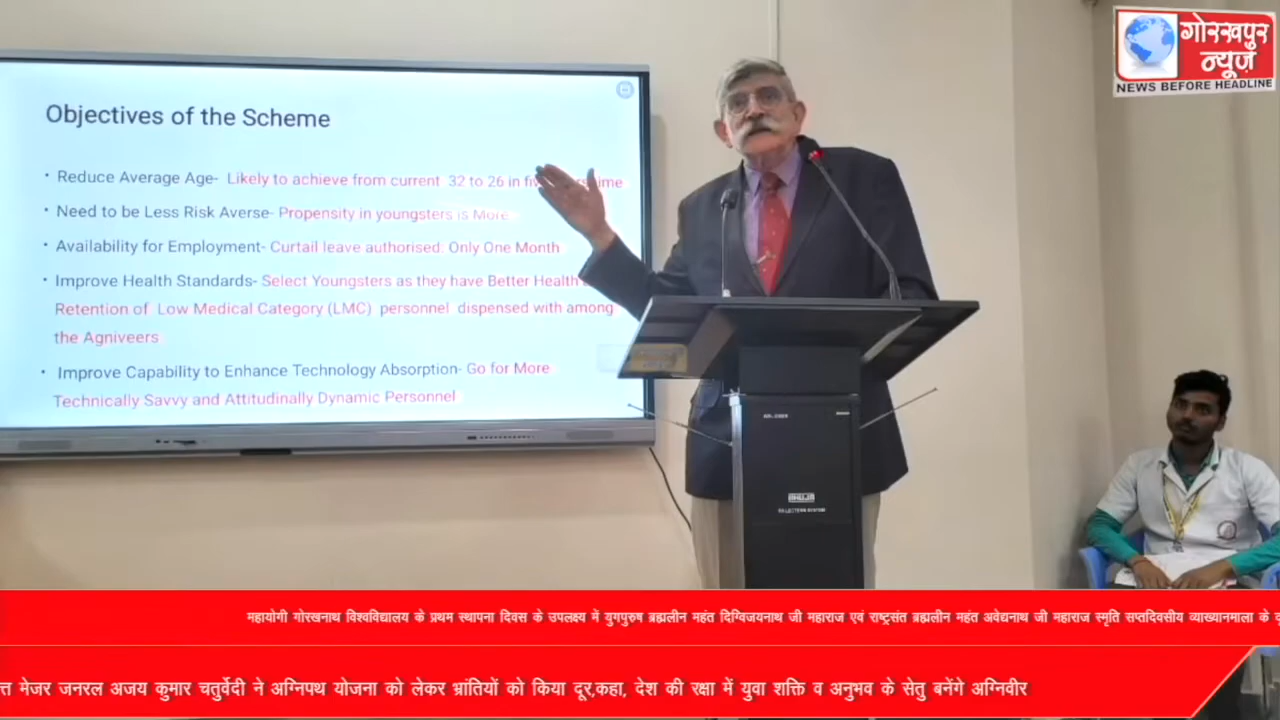 गोरखपुर
न्यूज़
NEWS BEFORE HEADLINE
Objectives of the Scheme
• Reduce Average Age- Likely to achieve from current 32 to 26 in time
• Need to be Less Risk Averse- Propensity in youngsters is More
• Availability for Employment- Curtail leave authorised: Only One Month
• Improve Health Standards- Select Youngsters as they have Better Health
Retention of Low Medical Category (LMC) personnel dispensed with among
the Agniveers
• Improve Capability to Enhance Technology Absorption- Go for More
Technically Savvy and Attitudinally Dynamic Personnel
AHUJA
महायोगी गोरखनाथ विश्वविद्यालय के प्रथम स्थापना दिवस के उपलक्ष्य में युगपुरुष ब्रह्मलीन महंत दिग्विजयनाथ जी महाराज एवं राष्ट्रसंत ब्रह्मलीन महंत अवेद्यनाथ जी महाराज स्मृति सप्तदिवसीय व्याख्यानमाला के
मेजर जनरल अजय कुमार चतुर्वेदी ने अग्निपथ योजना को लेकर भ्रांतियों को किया दूर,कहा, देश की रक्षा में युवा शक्ति व अनुभव के सेतु बनेंगे अग्निवीर